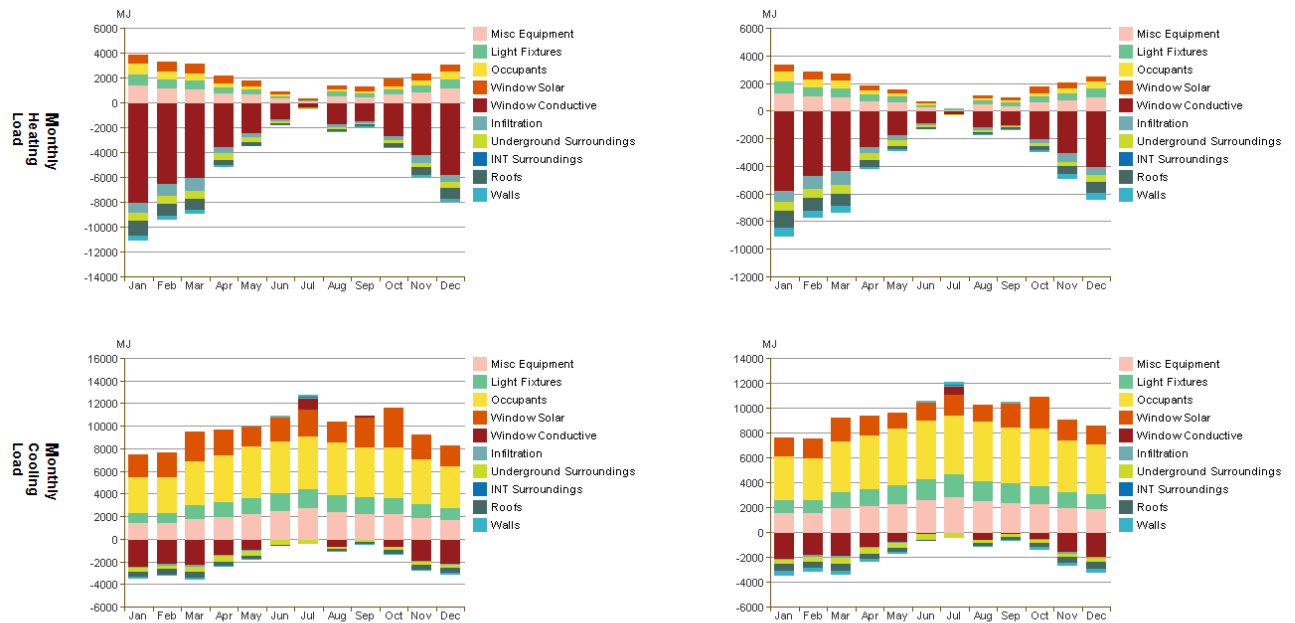 Monthly
Heating
Load
MJ
6000
4000
2000
0
-2000
-4000
-6000
-8000
-10000
-12000
-14000
Jan Feb Mar Apr May Jun Jul Aug Sep Oct Nov Dec
Misc Equipment
Light Fixtures
Occupants
Window Solar
Window Conductive
Infiltration
Underground Surroundings
INT Surroundings
Roofs
Walls
MJ
6000
4000
2000
0
-2000
-4000
-6000
-8000
-10000
-12000
Jan Feb Mar Apr May Jun Jul Aug Sep Oct Nov Dec
Misc Equipment
Light Fixtures
Occupants
Window Solar
Window Conductive
Infiltration
Underground Surroundings
INT Surroundings
Roofs
Walls
Monthly
Cooling
Load
MJ
16000
14000
12000
10000
8000
6000
4000
2000
0
-2000
-4000
-6000
Jan Feb Mar Apr May Jun Jul Aug Sep Oct Nov Dec
Misc Equipment
Light Fixtures
Occupants
Window Solar
Window Conductive
Infiltration
Underground Surroundings
INT Surroundings
Roofs
Walls
MJ
14000
12000
10000
8000
6000
4000
2000
0
-2000
-4000
-6000
Jan Feb Mar Apr May Jun Jul Aug Sep Oct Nov Dec
Misc Equipment
Light Fixtures
Occupants
Window Solar
Window Conductive
Infiltration
Underground Surroundings
INT Surroundings
Roofs
Walls